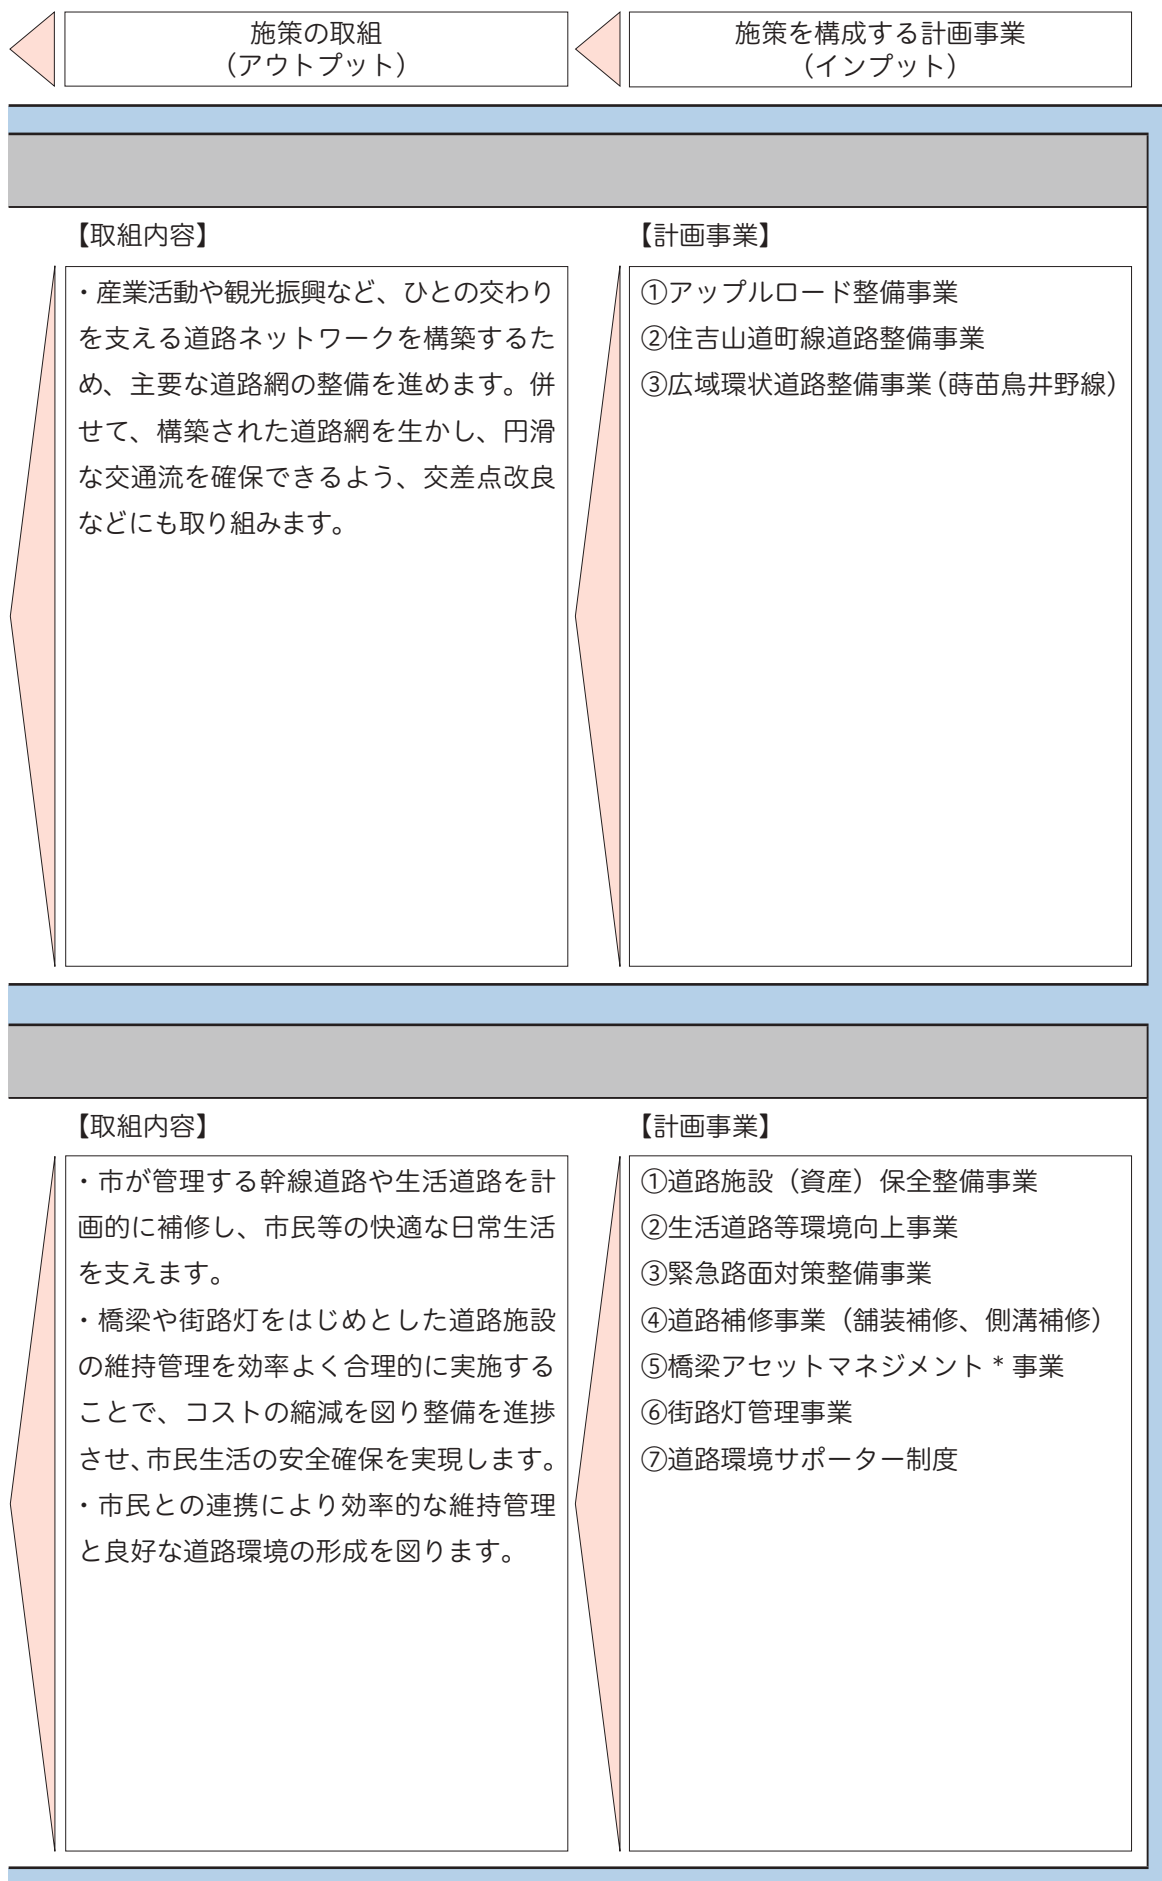 施策の取組
（アウトプット）
施策を構成する計画事業
（インプット）
【取組内容】
・産業活動や観光振興など、ひとの交わり
を支える道路ネットワークを構築するた
め、主要な道路網の整備を進めます。併
せて、構築された道路網を生かし、円滑
な交通流を確保できるよう、交差点改良
などにも取り組みます。
【計画事業】
①アップルロード整備事業
②住吉山道町線道路整備事業
③広域環状道路整備事業（蒔苗鳥井野線）
【取組内容】
・市が管理する幹線道路や生活道路を計
画的に補修し、市民等の快適な日常生活
を支えます。
・橋梁や街路灯をはじめとした道路施設
の維持管理を効率よく合理的に実施する
ことで、コストの縮減を図り整備を進捗
させ、市民生活の安全確保を実現します。
・市民との連携により効率的な維持管理
と良好な道路環境の形成を図ります。
【計画事業】
①道路施設（資産）保全整備事業
②生活道路等環境向上事業
③緊急路面対策整備事業
④道路補修事業（舗装補修、側溝補修）
⑤橋梁アセットマネジメント＊事業
⑥街路灯管理事業
⑦道路環境サポーター制度